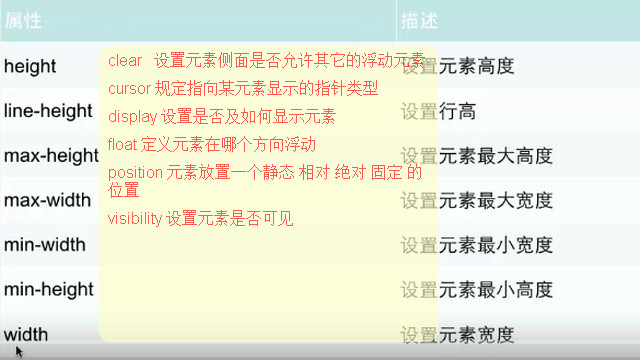 属性 描述
height 设置元素高度
line-height 设置行高
max-height 设置元素最大高度
max-width 设置元素最大宽度
min-width 设置元素最小宽度
min-height 设置元素最小高度
width 设置元素宽度
clear 设置元素侧面是否允许其它的浮动元素
cursor 规定指向某元素显示的指针类型
display 设置是否及如何显示元素
float 定义元素在哪个方向浮动
position 元素放置一个静态 相对 绝对 固定 的
位置
visibility 设置元素是否可见